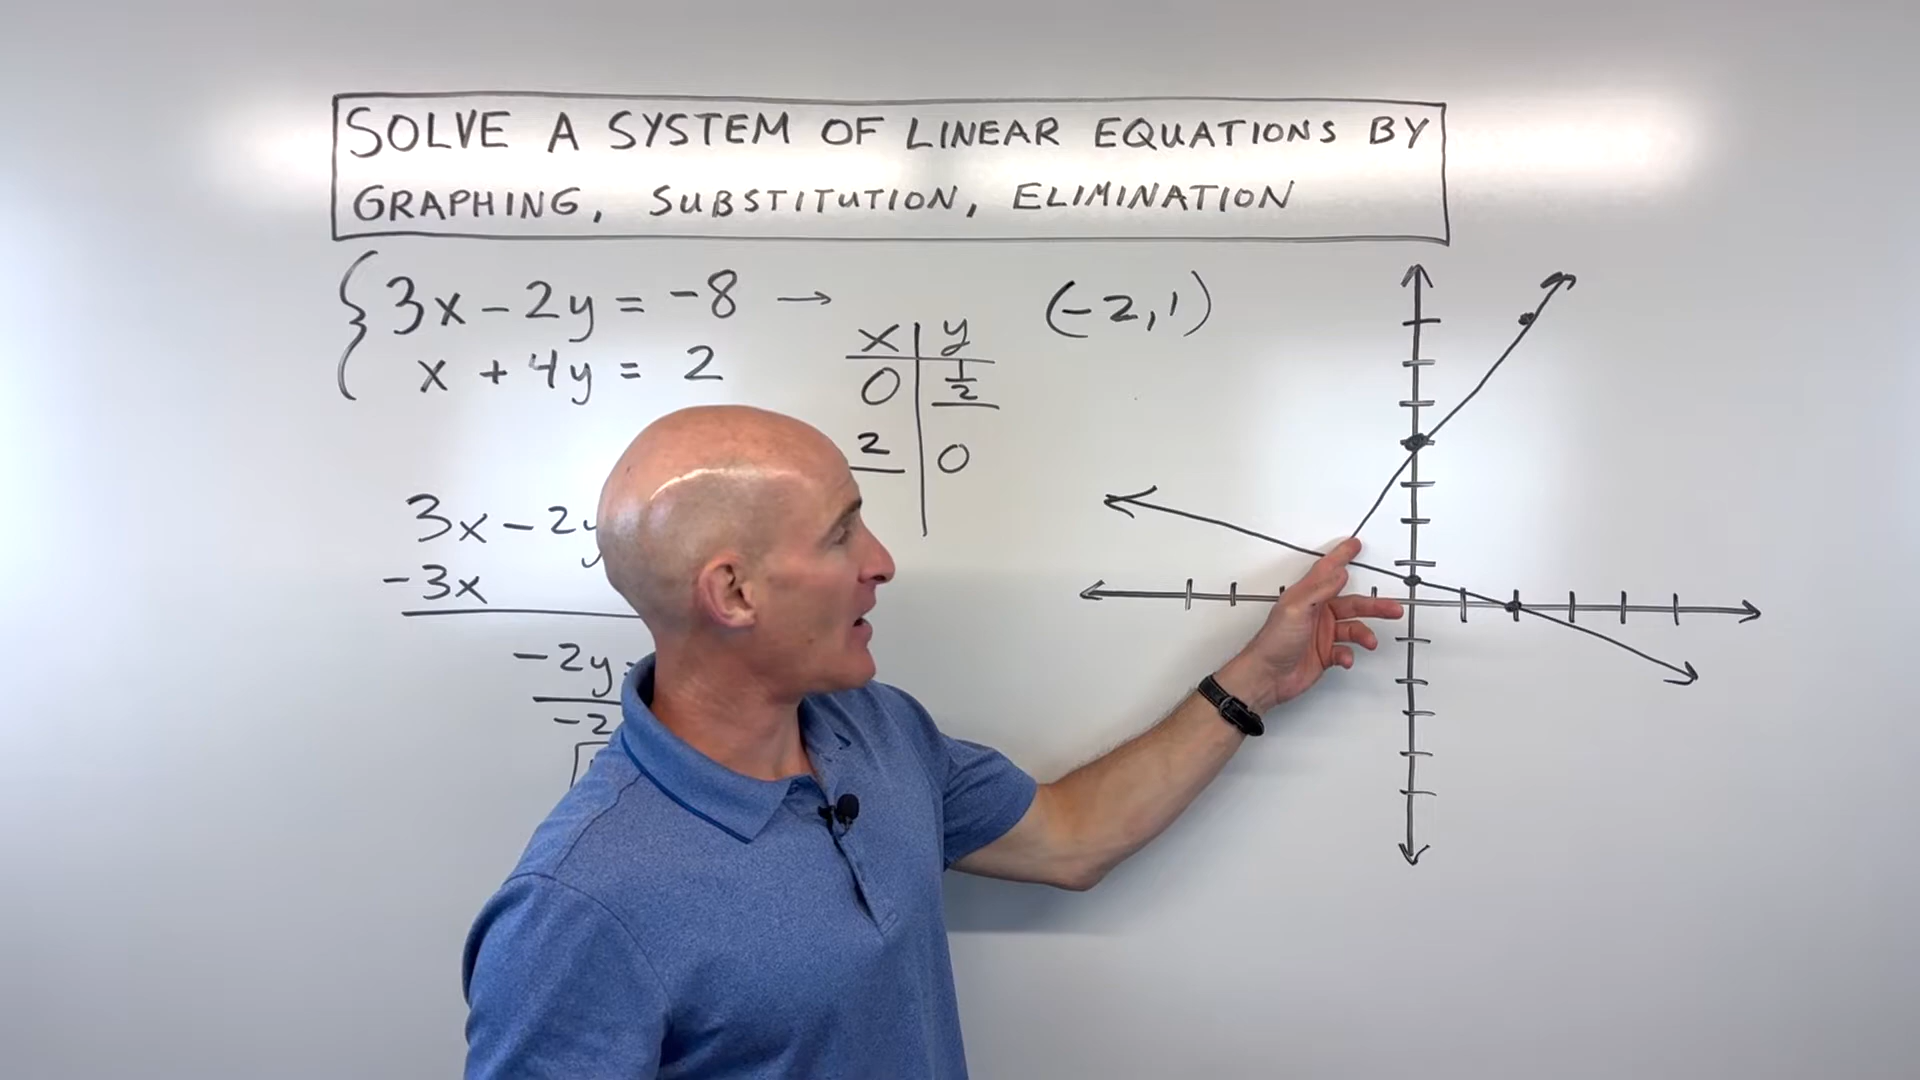 SOLVE A SYSTEM OF LINEAR EQUATIONS BY
GRAPHING, SUBSTITUTION, ELIMINATION
3x - 2y = -8 →
x + 4y = 2
x y
0 1/2
2 0
(-2, 1)
3x - 2y
-3x
-2y
-2